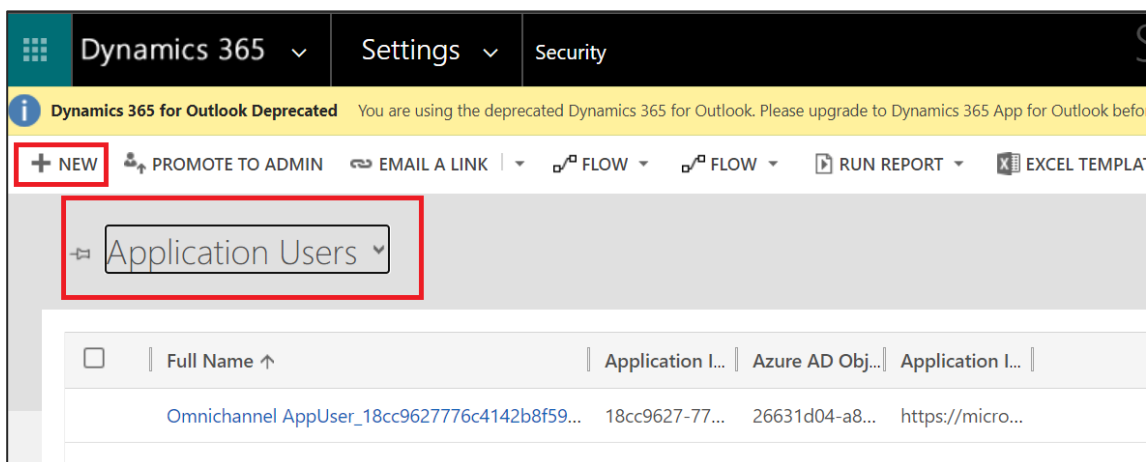 Dynamics 365 Settings Security
Dynamics 365 for Outlook Deprecated You are using the deprecated Dynamics 365 for Outlook. Please upgrade to Dynamics 365 App for Outlook befo
NEW PROMOTE TO ADMIN EMAIL A LINK FLOW FLOW RUN REPORT EXCEL TEMPLAT
Application Users
Full Name Application I... Azure AD Obj... Application I...
Omnichannel AppUser_18cc9627776c4142b8f59... 18cc9627-77... 26631d04-a8... https://micro...